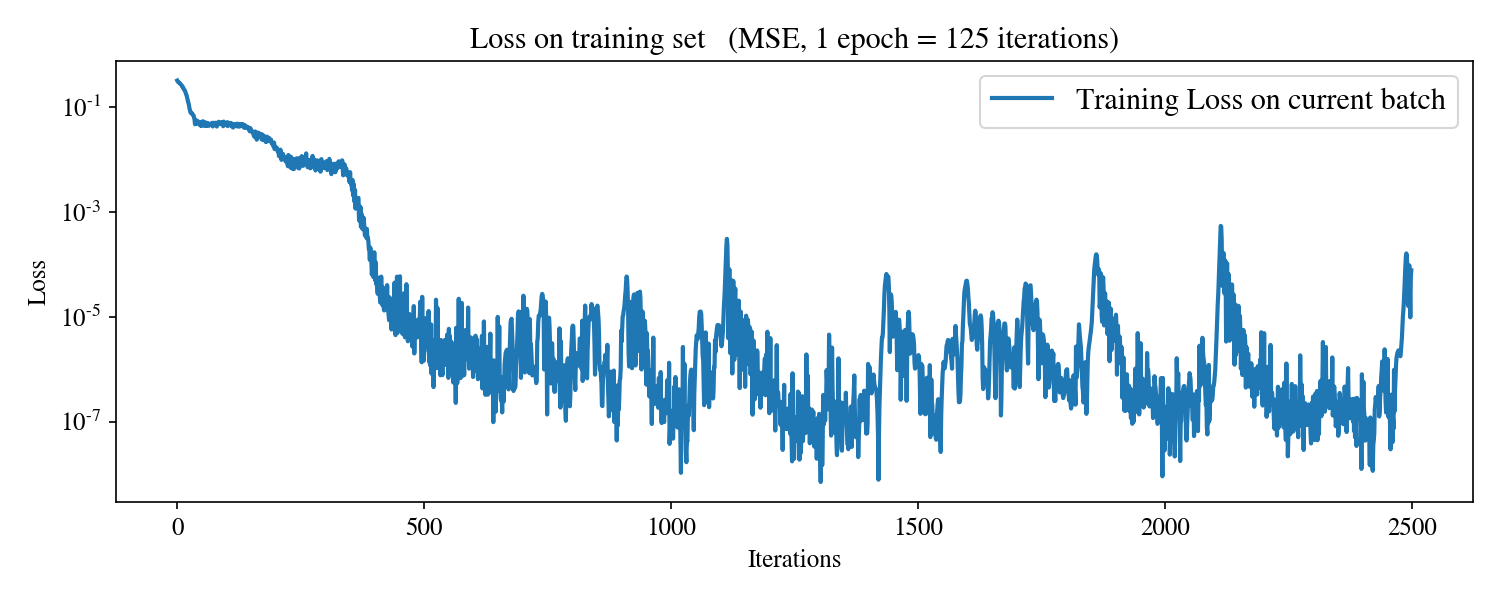 Loss on training set (MSE, 1 epoch = 125 iterations)
Training Loss on current batch
Loss
10^-1
10^-3
10^-5
10^-7
0 500 1000 1500 2000 2500
Iterations